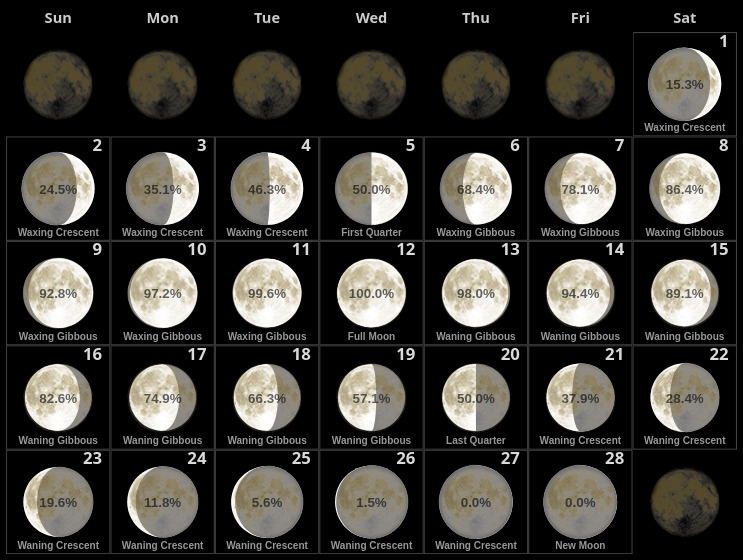 Sun Mon Tue Wed Thu Fri Sat
1
15.3%
Waxing Crescent
2 3 4 5 6 7 8
24.5% 35.1% 46.3% 50.0% 68.4% 78.1% 86.4%
Waxing Crescent Waxing Crescent Waxing Crescent First Quarter Waxing Gibbous Waxing Gibbous Waxing Gibbous
9 10 11 12 13 14 15
92.8% 97.2% 99.6% 100.0% 98.0% 94.4% 89.1%
Waxing Gibbous Waxing Gibbous Waxing Gibbous Full Moon Waning Gibbous Waning Gibbous Waning Gibbous
16 17 18 19 20 21 22
82.6% 74.9% 66.3% 57.1% 50.0% 37.9% 28.4%
Waning Gibbous Waning Gibbous Waning Gibbous Waning Gibbous Last Quarter Waning Crescent Waning Crescent
23 24 25 26 27 28
19.6% 11.8% 5.6% 1.5% 0.0% 0.0%
Waning Crescent Waning Crescent Waning Crescent Waning Crescent Waning Crescent New Moon